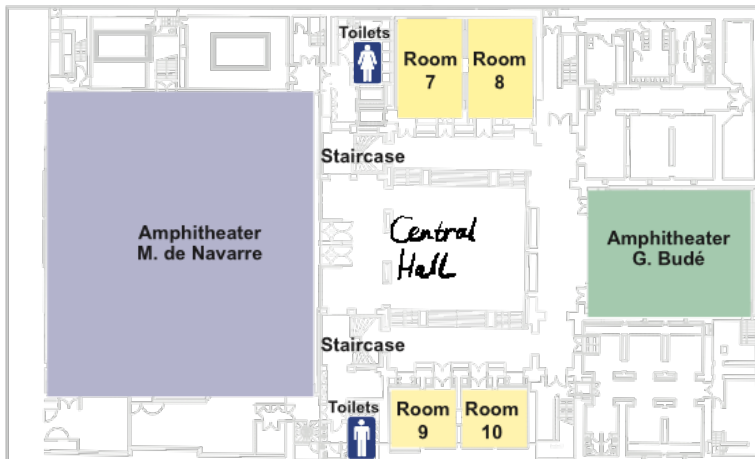 Toilets
Room
7
Room
8
Staircase
Amphitheater
M. de Navarre
Central
Hall
Amphitheater
G. Budé
Staircase
Toilets
Room
9
Room
10